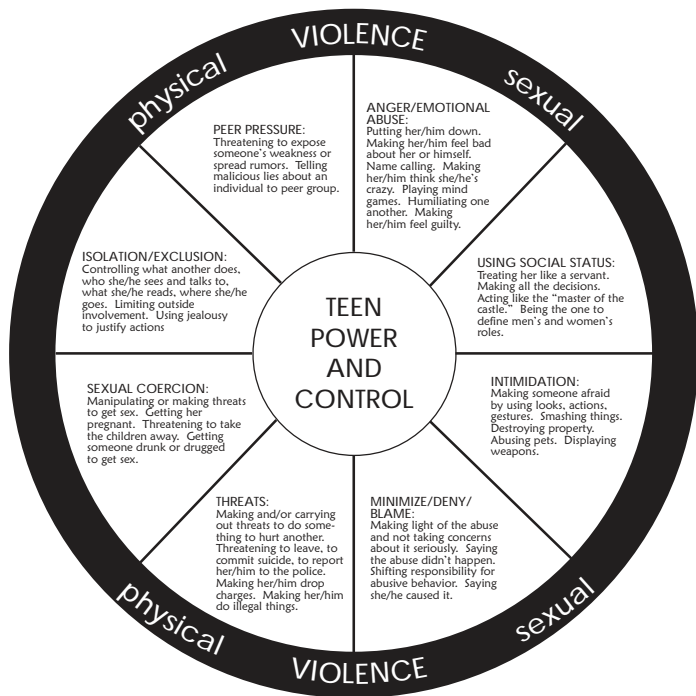 physical VIOLENCE sexual
PEER PRESSURE:
Threatening to expose
someone's weakness or
spread rumors. Telling
malicious lies about an
individual to peer group.
ANGER/EMOTIONAL
ABUSE:
Putting her/him down.
Making her/him feel bad
about her or himself.
Name calling. Making
her/him think she/he's
crazy. Playing mind
games. Humiliating one
another. Making
her/him feel guilty.
ISOLATION/EXCLUSION:
Controlling what another does,
who she/he sees and talks to,
what she/he reads, where she/he
goes. Limiting outside
involvement. Using jealousy
to justify actions
USING SOCIAL STATUS:
Treating her like a servant.
Making all the decisions.
Acting like the “master of the
castle.” Being the one to
define men's and women's
roles.
TEEN
POWER
AND
CONTROL
SEXUAL COERCION:
Manipulating or making threats
to get sex. Getting her
pregnant. Threatening to take
the children away. Getting
someone drunk or drugged
to get sex.
INTIMIDATION:
Making someone afraid
by using looks, actions,
gestures. Smashing things.
Destroying property.
Abusing pets. Displaying
weapons.
THREATS:
Making and/or carrying
out threats to do some-
thing to hurt another.
Threatening to leave, to
commit suicide, to report
her/him to the police.
Making her/him drop
charges. Making her/him
do illegal things.
MINIMIZE/DENY/
BLAME:
Making light of the abuse
and not taking concerns
about it seriously. Saying
the abuse didn't happen.
Shifting responsibility for
abusive behavior. Saying
she/he caused it.
physical VIOLENCE sexual